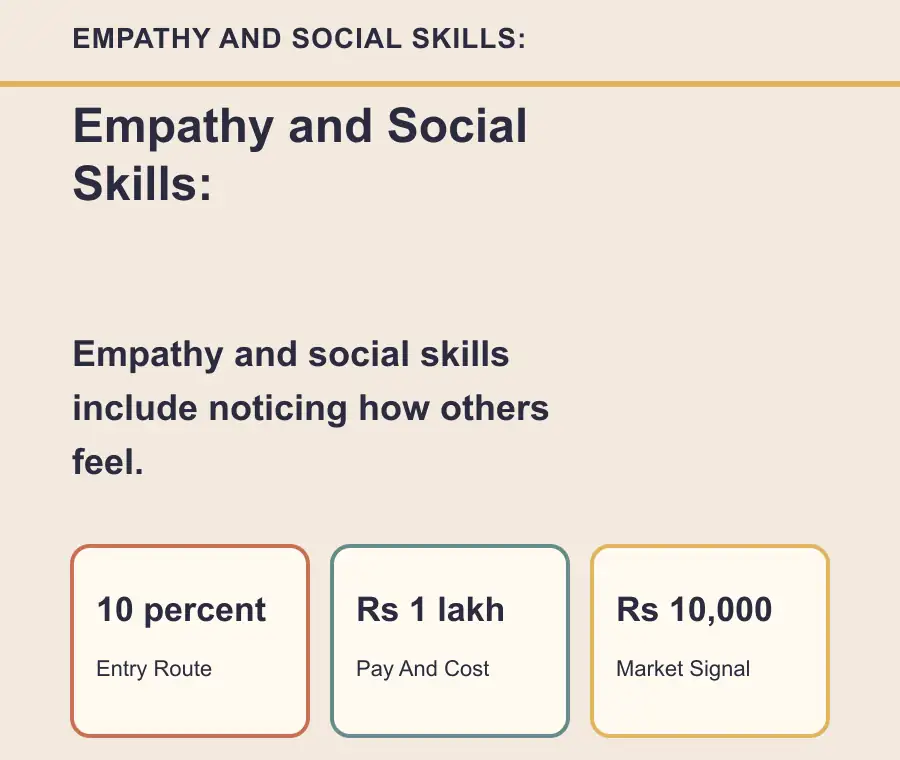 EMPATHY AND SOCIAL SKILLS:
Empathy and Social
Skills:
Empathy and social skills
include noticing how others
feel.
10 percent
Entry Route
Rs 1 lakh
Pay And Cost
Rs 10,000
Market Signal